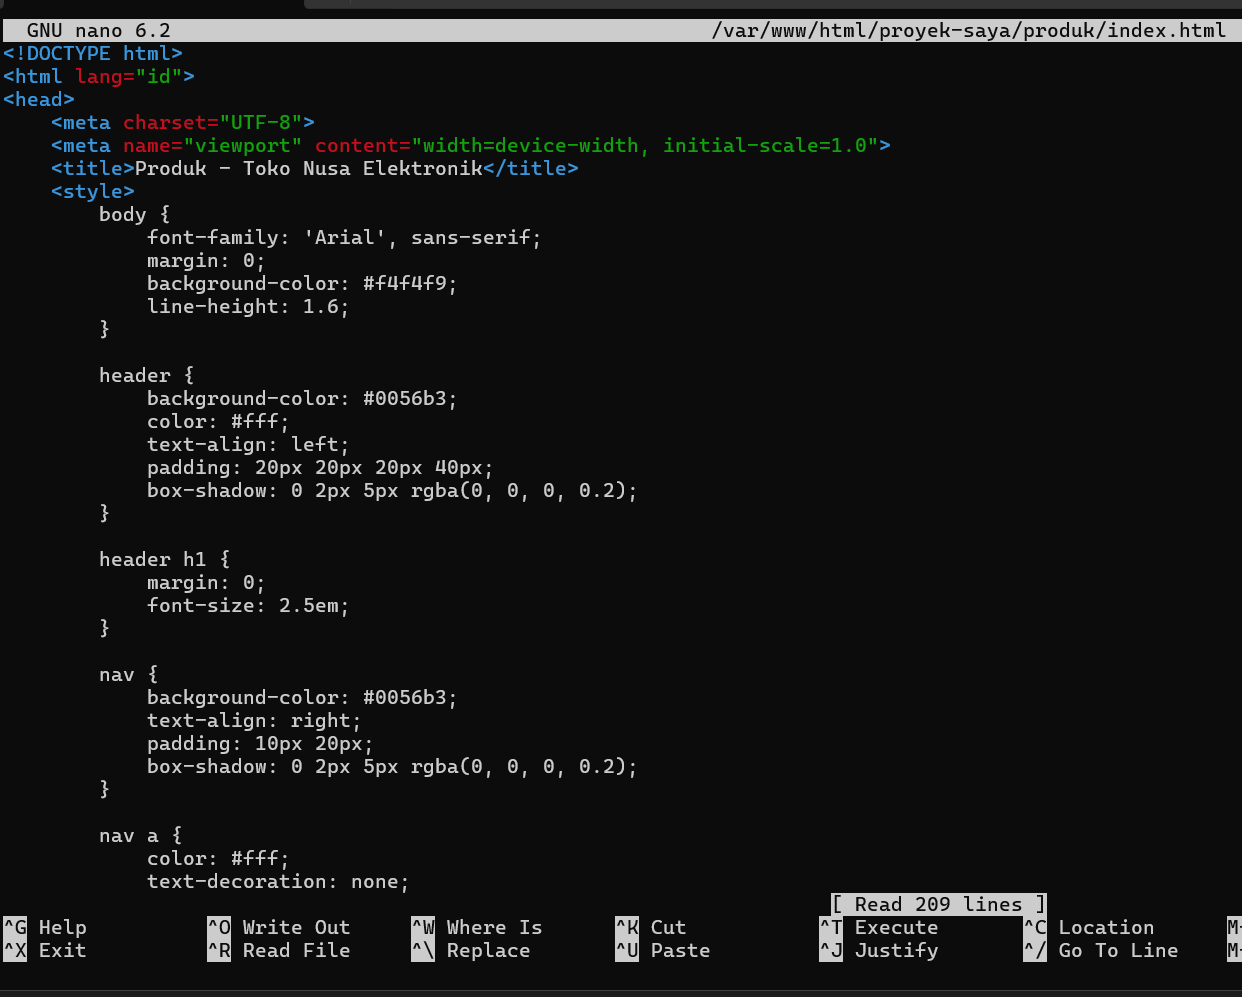 GNU nano 6.2 /var/www/html/proyek-saya/produk/index.html
<!DOCTYPE html>
<html lang="id">
<head>
    <meta charset="UTF-8">
    <meta name="viewport" content="width=device-width, initial-scale=1.0">
    <title>Produk - Toko Nusa Elektronik</title>
    <style>
        body {
            font-family: 'Arial', sans-serif;
            margin: 0;
            background-color: #f4f4f9;
            line-height: 1.6;
        }

        header {
            background-color: #0056b3;
            color: #fff;
            text-align: left;
            padding: 20px 20px 20px 40px;
            box-shadow: 0 2px 5px rgba(0, 0, 0, 0.2);
        }

        header h1 {
            margin: 0;
            font-size: 2.5em;
        }

        nav {
            background-color: #0056b3;
            text-align: right;
            padding: 10px 20px;
            box-shadow: 0 2px 5px rgba(0, 0, 0, 0.2);
        }

        nav a {
            color: #fff;
            text-decoration: none;
[ Read 209 lines ]
^G Help ^O Write Out ^W Where Is ^K Cut ^T Execute ^C Location M-
^X Exit ^R Read File ^\ Replace ^U Paste ^J Justify ^/ Go To Line M-